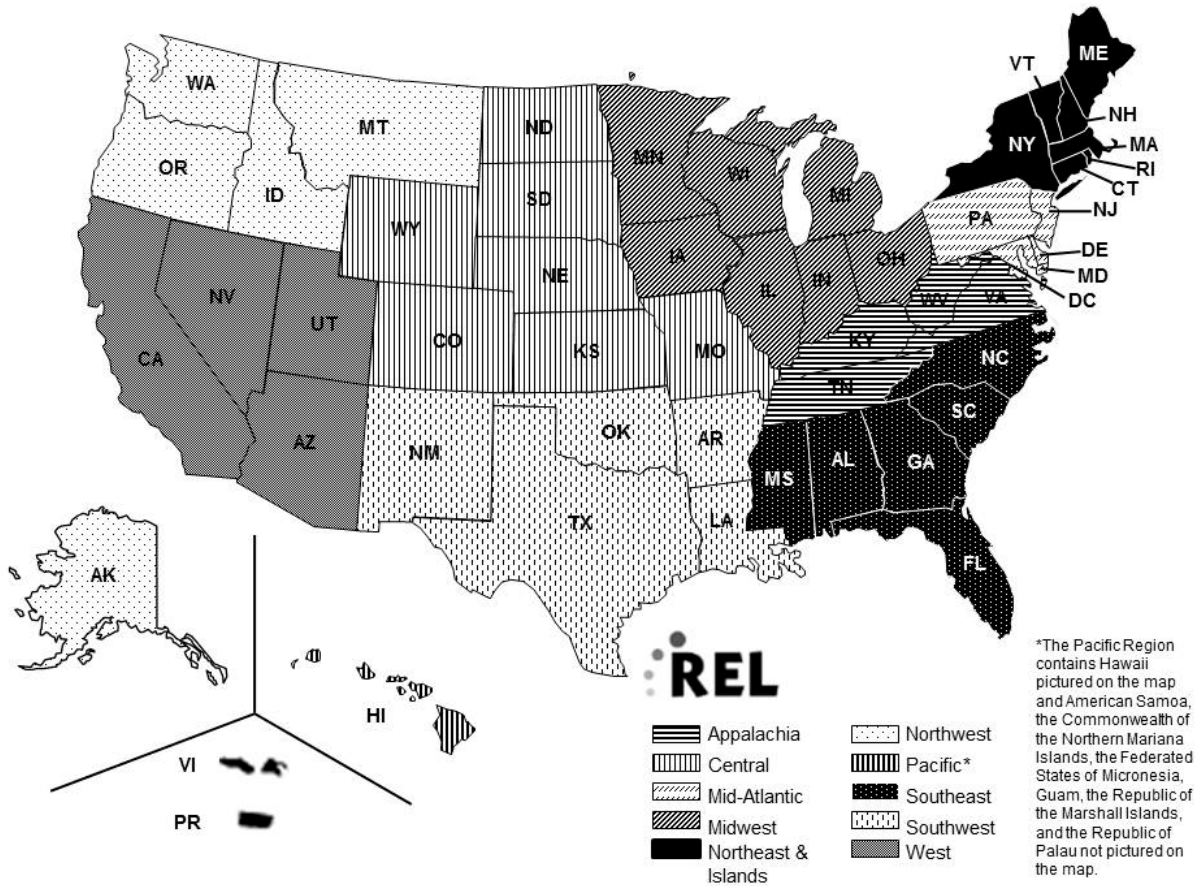 ME
VT
WA
NH
MT
ND
MN
NY
MA
OR
RI
WI
CT
ID
SD
MI
PA
NJ
WY
IA
DE
NE
OH
MD
NV
IL
IN
WV
VA
DC
UT
CO
KS
MO
KY
CA
NC
TN
SC
AZ
NM
OK
AR
GA
AL
MS
TX
LA
FL
AK
HI
VI
PR
REL
Appalachia
Central
Mid-Atlantic
Midwest
Northeast &
Islands
Northwest
Pacific*
Southeast
Southwest
West
*The Pacific Region
contains Hawaii
pictured on the map
and American Samoa,
the Commonwealth of
the Northern Mariana
Islands, the Federated
States of Micronesia,
Guam, the Republic of
the Marshall Islands,
and the Republic of
Palau not pictured on
the map.